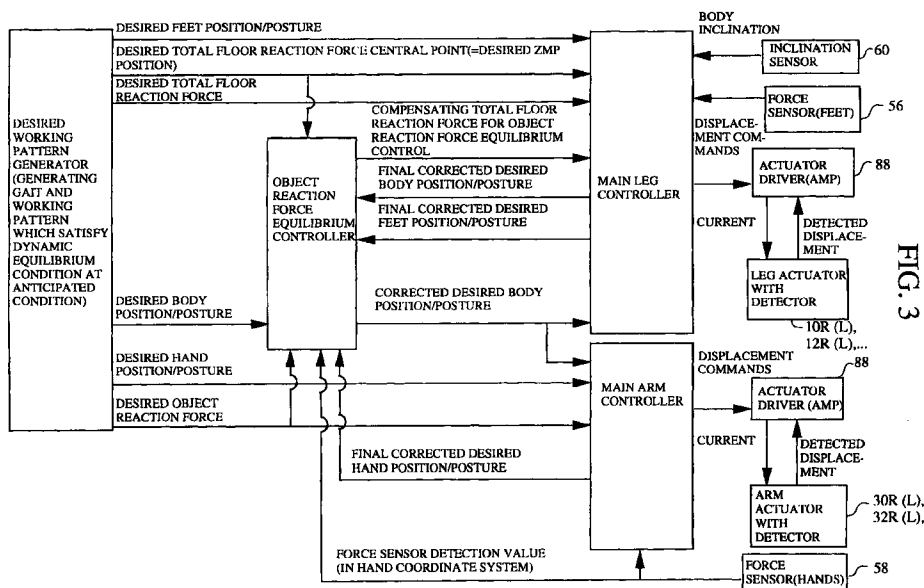 DESIRED FEET POSITION/POSTURE
DESIRED TOTAL FLOOR REACTION FORCE CENTRAL POINT(=DESIRED ZMP
POSITION)
DESIRED TOTAL FLOOR
REACTION FORCE
DESIRED
WORKING
PATTERN
GENERATOR
(GENERATING
GAIT AND
WORKING
PATTERN
WHICH SATISFY
DYNAMIC
EQUILIBRIUM
CONDITION AT
ANTICIPATED
CONDITION)
COMPENSATING TOTAL FLOOR
REACTION FORCE FOR OBJECT
REACTION FORCE EQUILIBRIUM
CONTROL
OBJECT
REACTION
FORCE
EQUILIBRIUM
CONTROLLER
FINAL CORRECTED DESIRED
BODY POSITION/POSTURE
FINAL CORRECTED DESIRED
FEET POSITION/POSTURE
CORRECTED DESIRED BODY
POSITION/POSTURE
DESIRED BODY
POSITION/POSTURE
DESIRED HAND
POSITION/POSTURE
DESIRED OBJECT
REACTION FORCE
FINAL CORRECTED DESIRED
HAND POSITION/POSTURE
FORCE SENSOR DETECTION VALUE
(IN HAND COORDINATE SYSTEM)
MAIN LEG
CONTROLLER
MAIN ARM
CONTROLLER
BODY
INCLINATION
INCLINATION
SENSOR
60
FORCE
SENSOR(FEET)
56
DISPLACE-
MENT
COMMANDS
ACTUATOR
DRIVER(AMP)
88
CURRENT
DETECTED
DISPLACEMENT
LEG ACTUATOR
WITH
DETECTOR
10R (L),
12R (L),...
DISPLACEMENT
COMMANDS
88
ACTUATOR
DRIVER (AMP)
CURRENT
DETECTED
DISPLACE-
MENT
ARM
ACTUATOR
WITH
DETECTOR
30R (L),
32R (L),
FORCE
SENSOR(HANDS)
58
FIG. 3